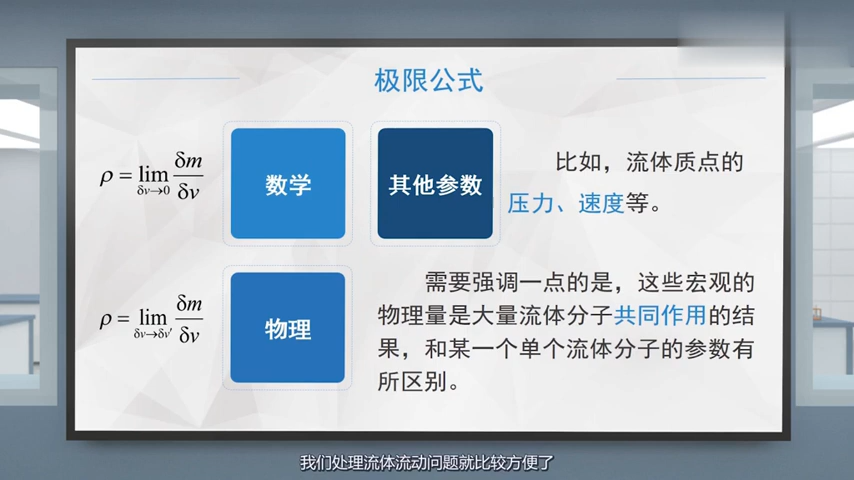 极限公式
ρ = lim δv→0 δm/δv
数学
其他参数
比如，流体质点的
压力、速度等。
ρ = lim δv→δv′ δm/δv
物理
需要强调一点的是，这些宏观的
物理量是大量流体分子共同作用的结
果，和某一个单个流体分子的参数有
所区别。
我们处理流体流动问题就比较方便了